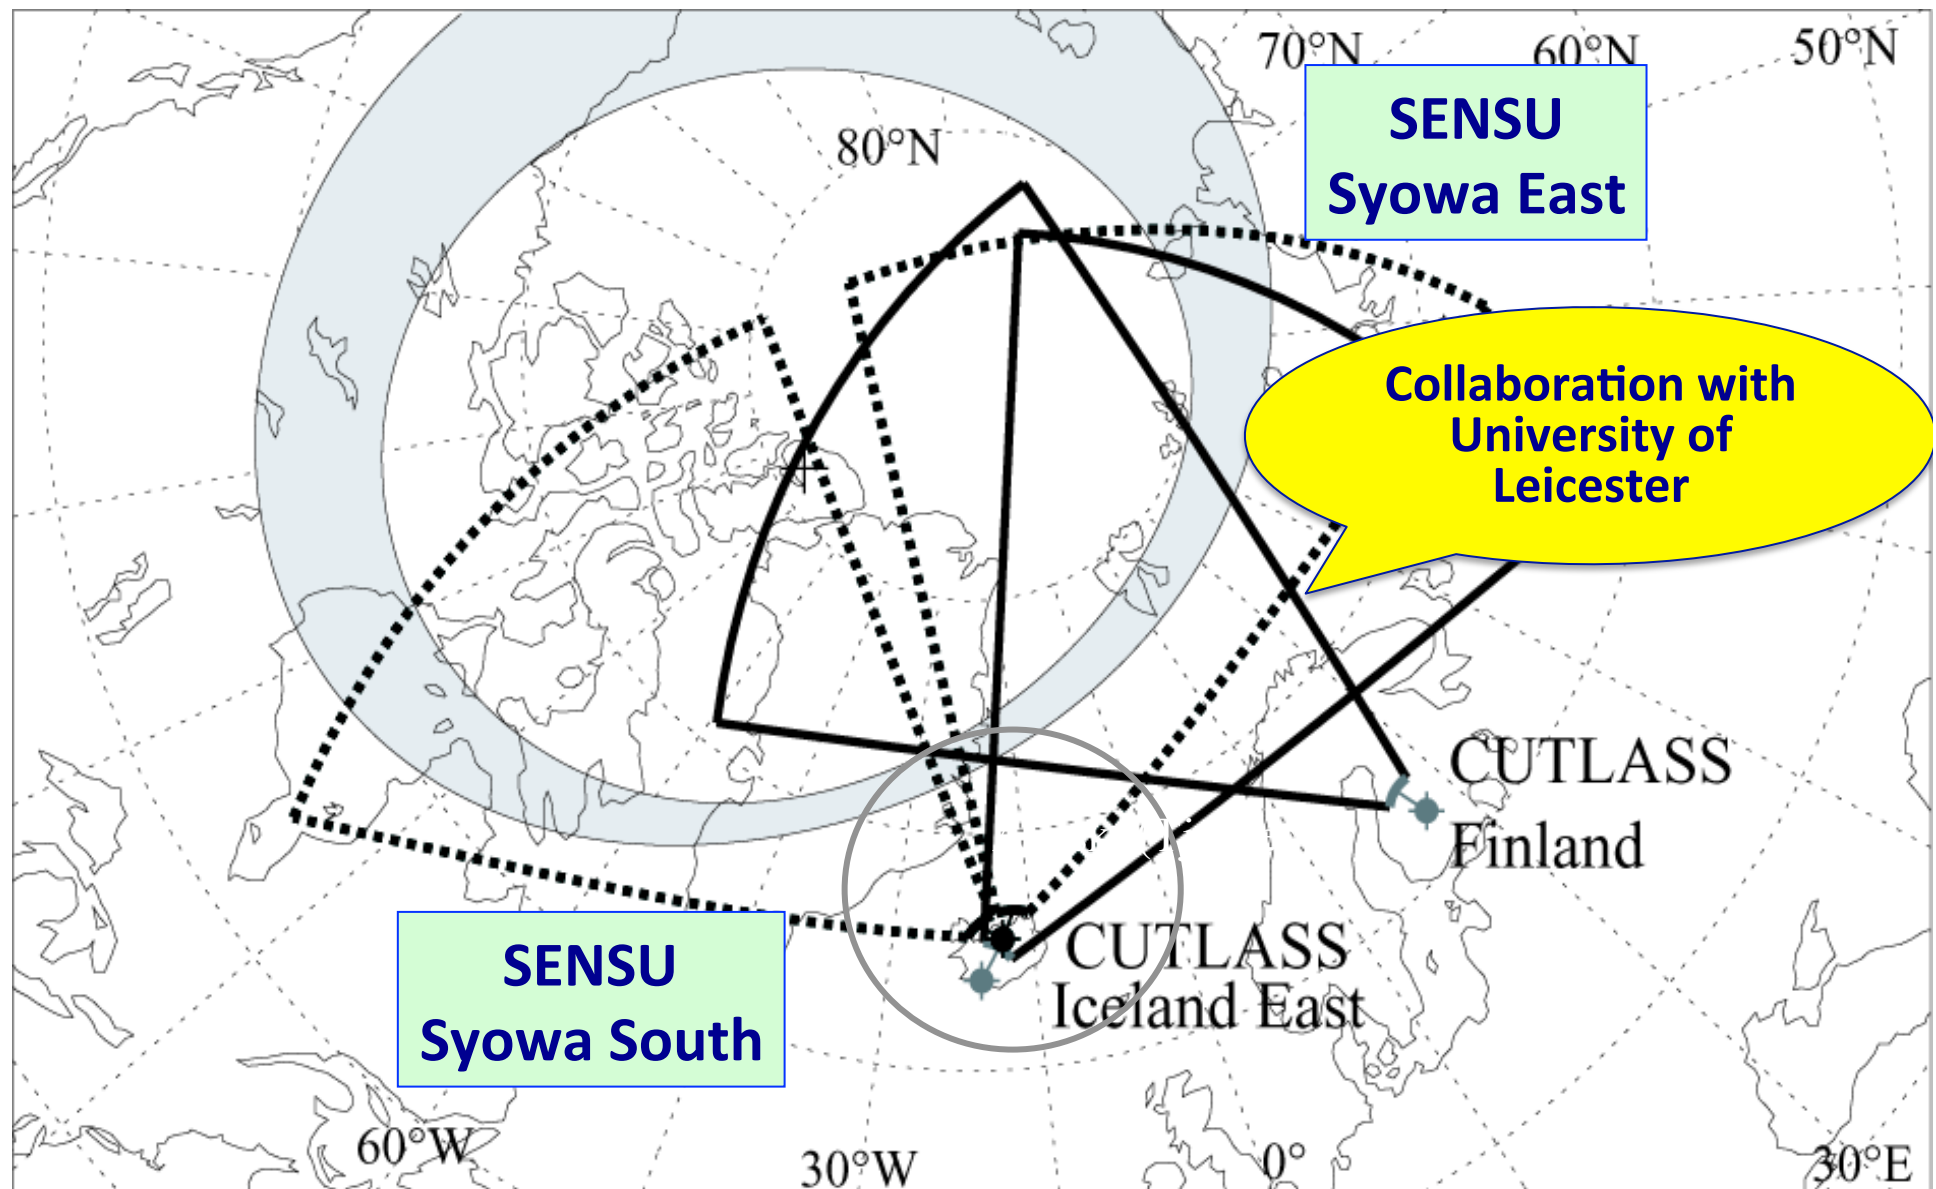 70°N
60°N
50°N
SENSU
Syowa East
80°N
Collaboration with
University of
Leicester
CUTLASS
Finland
CUTLASS
Iceland East
SENSU
Syowa South
60°W
30°W
0°
30°E